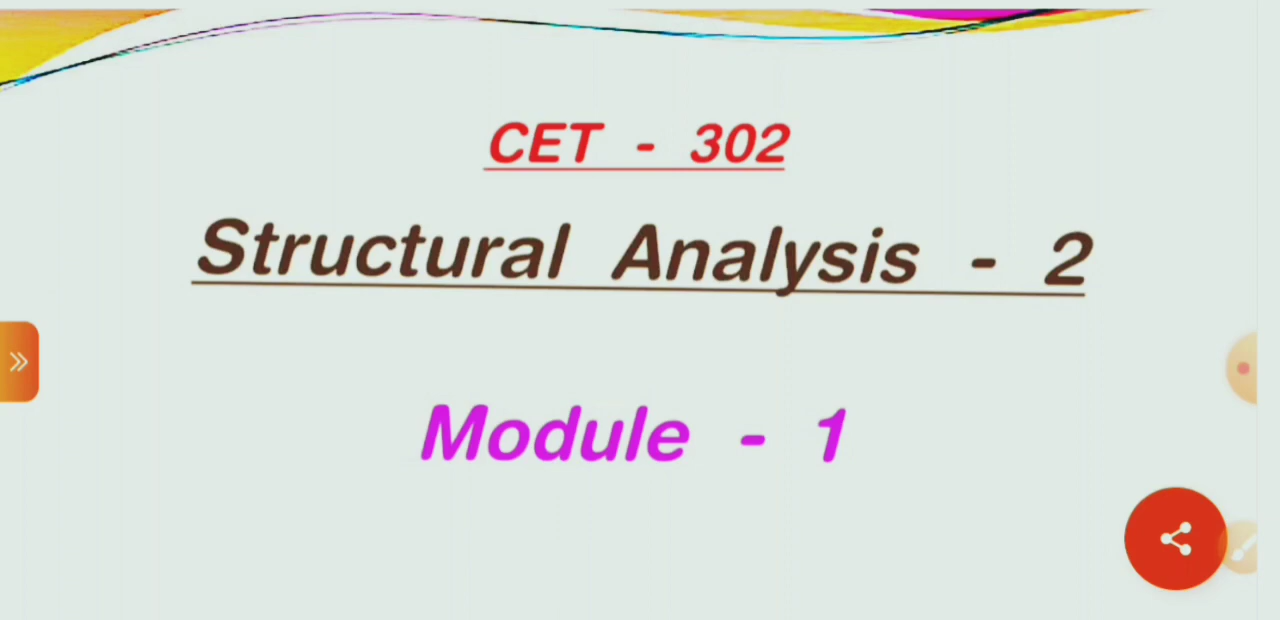 CET - 302
Structural Analysis - 2
Module - 1